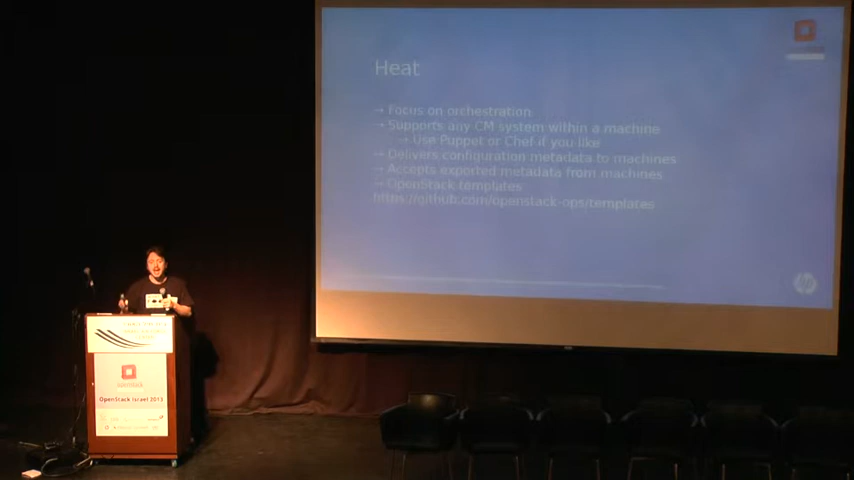 Heat
→ Focus on orchestration
→ Supports any CM system within a machine
→ Use Puppet or Chef if you like
→ Delivers configuration metadata to machines
→ Accepts exported metadata from machines
→ OpenStack templates
https://github.com/openstack-ops/templates
hp
openstack
OpenStack Israel 2013